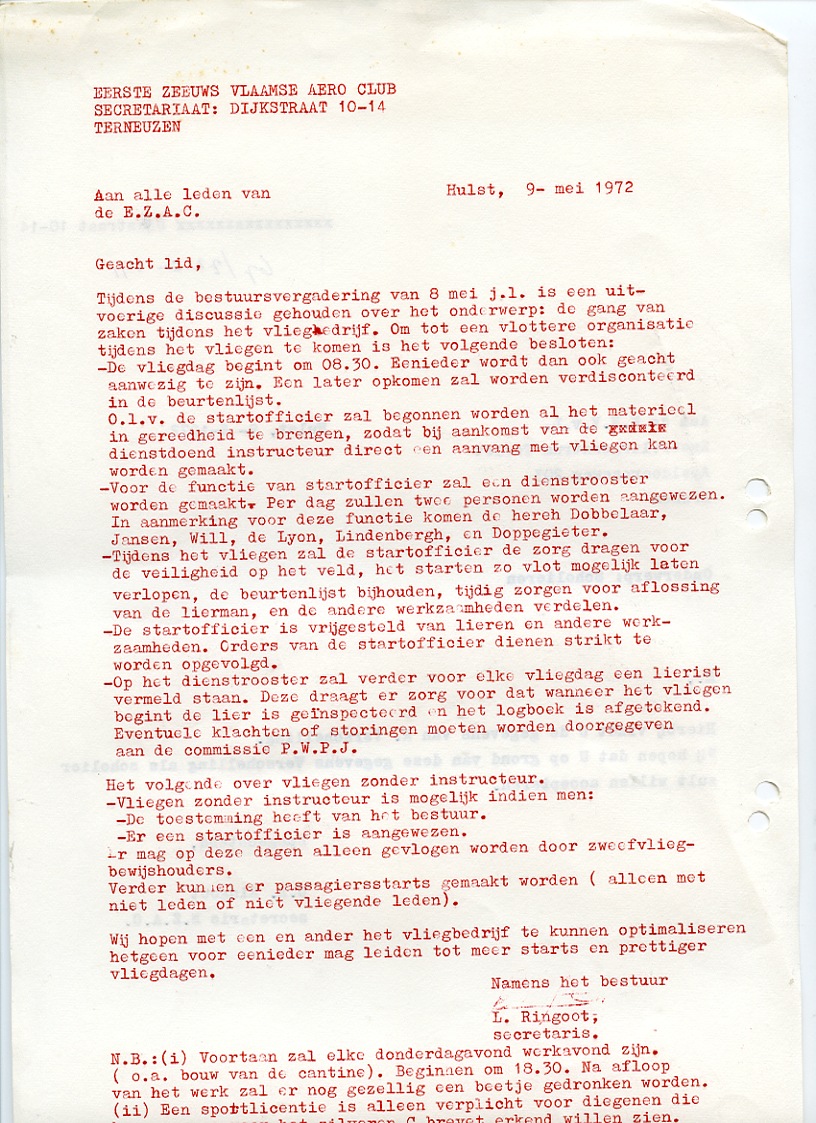 EERSTE ZEEUWS VLAAMSE AERO CLUB
SECRETARIAAT: DIJKSTRAAT 10-14
TERNEUZEN
Aan alle leden van
de E.Z.A.C.
Hulst, 9- mei 1972
Geacht lid,
Tijdens de bestuursvergadering van 8 mei j.l. is een uit-
voerige discussie gehouden over het onderwerp: de gang van
zaken tijdens het vliegbedrijf. Om tot een vlottere organisatie
tijdens het vliegen te komen is het volgende besloten:
-De vliegdag begint om 08.30. Eenieder wordt dan ook geacht
aanwezig te zijn. Een later opkomen zal worden verdisconteerd
in de beurtenlijst.
O.l.v. de startofficier zal begonnen worden al het materieel
in gereedheid te brengen, zodat bij aankomst van de
dienstdoend instructeur direct een aanvang met vliegen kan
worden gemaakt.
-Voor de functie van startofficier zal een dienstrooster
worden gemaakt. Per dag zullen twee personen worden aangewezen.
In aanmerking voor deze functie komen de hereh Dobbelaar,
Jansen, Will, de Lyon, Lindenbergh, en Doppegieter.
-Tijdens het vliegen zal de startofficier de zorg dragen voor
de veiligheid op het veld, het starten zo vlot mogelijk laten
verlopen, de beurtenlijst bijhouden, tijdig zorgen voor aflossing
van de lierman, en de andere werkzaamheden verdelen.
-De startofficier is vrijgesteld van lieren en andere werk-
zaamheden. Orders van de startofficier dienen strikt te
worden opgevolgd.
-Op het dienstrooster zal verder voor elke vliegdag een lierist
vermeld staan. Deze draagt er zorg voor dat wanneer het vliegen
begint de lier is geïnspecteerd en het logboek is afgetekend.
Eventuele klachten of storingen moeten worden doorgegeven
aan de commissie P.W.P.J.
Het volgende over vliegen zonder instructeur.
-Vliegen zonder instructeur is mogelijk indien men:
-De toestemming heeft van het bestuur.
-Er een startofficier is aangewezen.
Er mag op deze dagen alleen gevlogen worden door zweefvlieg-
bewijshouders.
Verder kunnen er passagiersstarts gemaakt worden ( alleen met
niet leden of niet vliegende leden).
Wij hopen met een en ander het vliegbedrijf te kunnen optimaliseren
hetgeen voor eenieder mag leiden tot meer starts en prettiger
vliegdagen.
Namens het bestuur
L. Ringoot,
secretaris.
N.B.:(i) Voortaan zal elke donderdagavond werkavond zijn.
( o.a. bouw van de cantine). Beginnen om 18.30. Na afloop
van het werk zal er nog gezellig een beetje gedronken worden.
(ii) Een sportlicentie is alleen verplicht voor diegenen die
het zilveren C brevet erkend willen zien.